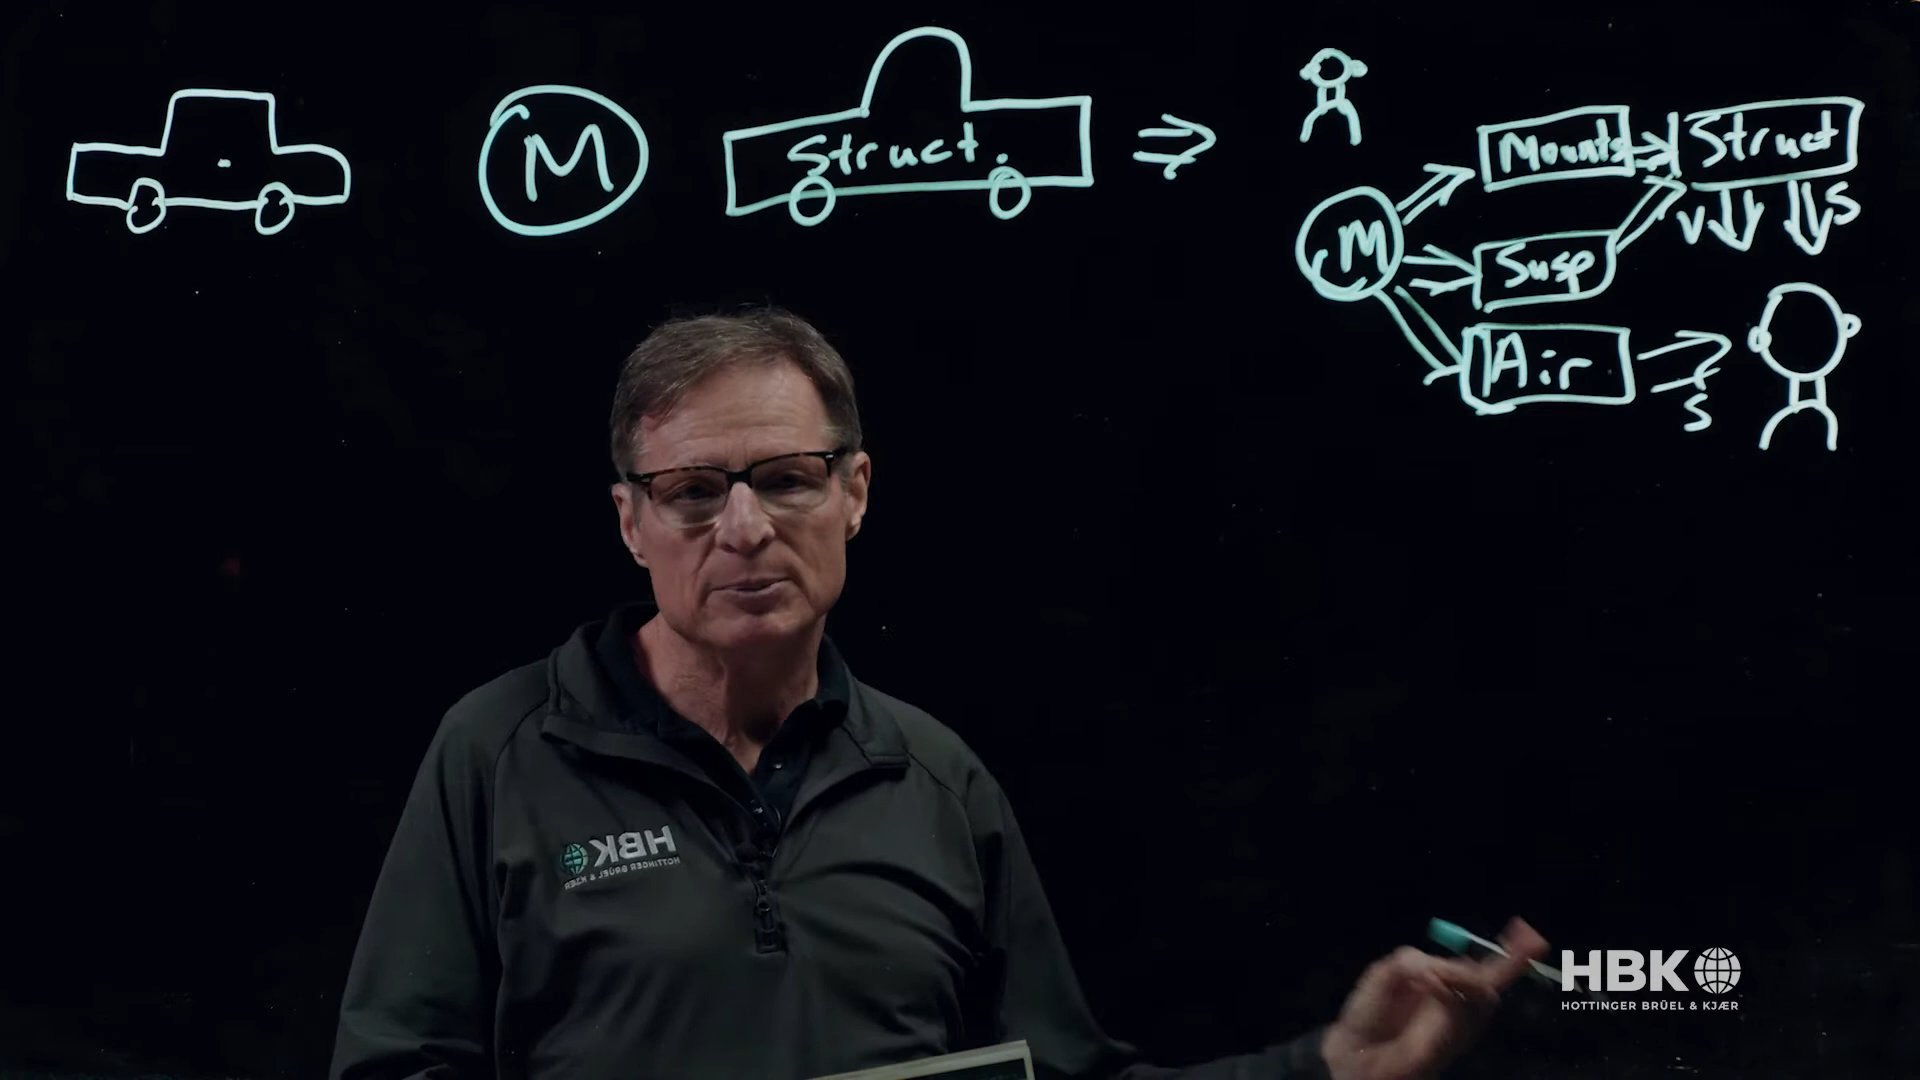 M
Struct.
Mounts
Struct
M
V
S
Susp
Air
S
HBK
HOTTINGER BRÜEL & KJÆR
HBK
HOTTINGER BRÜEL & KJÆR